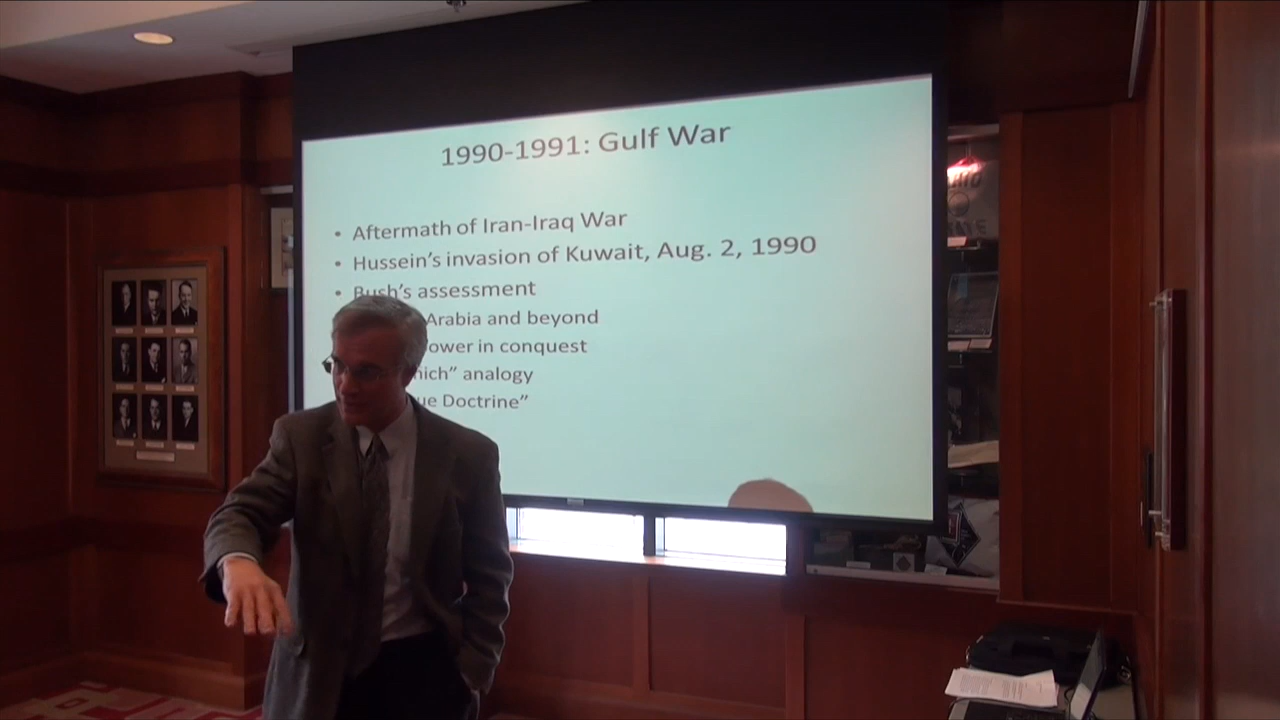 1990-1991: Gulf War
• Aftermath of Iran-Iraq War
• Hussein's invasion of Kuwait, Aug. 2, 1990
• Bush's assessment
Arabia and beyond
ower in conquest
nich" analogy
ue Doctrine"